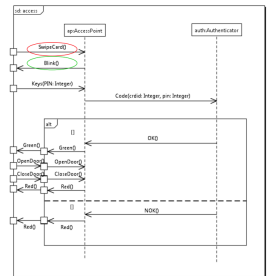 sd: access
ap:AccessPoint
auth:Authenticator
SwipeCard()
Blink()
Keys(PIN: Integer)
Code(crdid: Integer, pin: Integer)
alt
[]
OK()
Green()
Green()
OpenDoor()
OpenDoor()
CloseDoor()
CloseDoor()
Red()
Red()
[]
NOK()
Red()
Red()